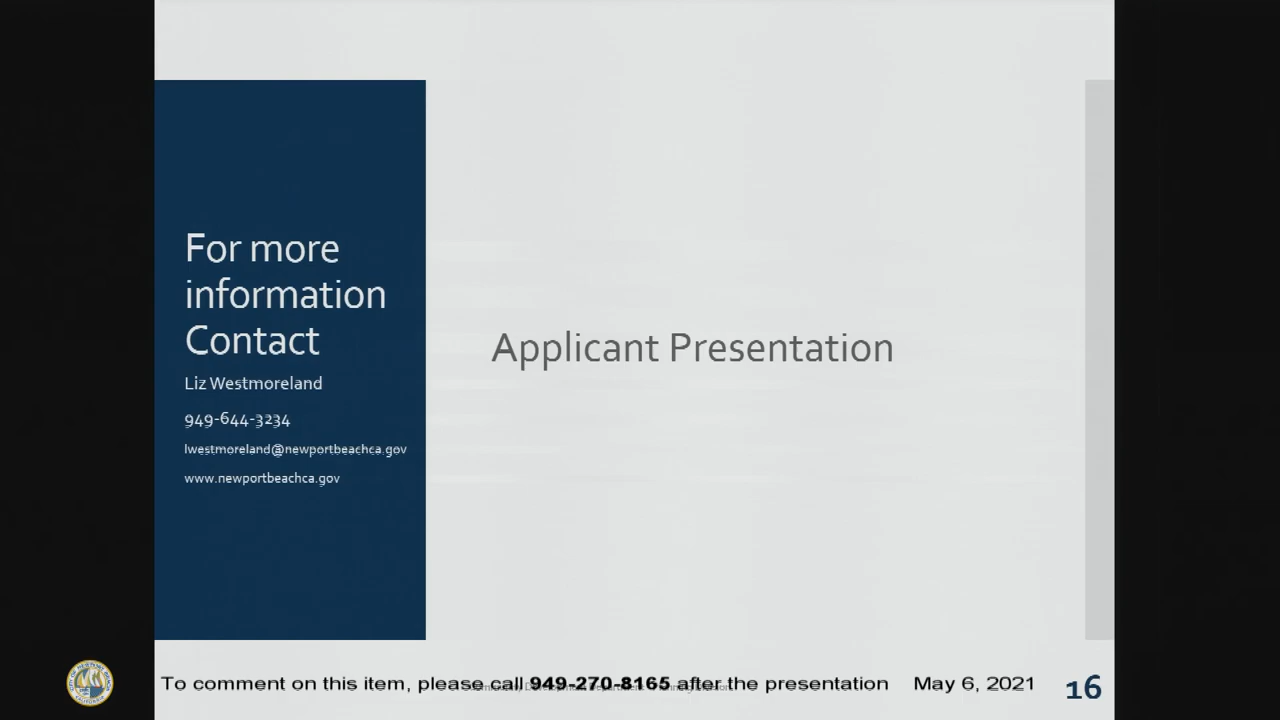 For more
information
Contact
Liz Westmoreland
949-644-3234
lwestmoreland@newportbeachca.gov
www.newportbeachca.gov
Applicant Presentation
To comment on this item, please call 949-270-8165 after the presentation May 6, 2021
16